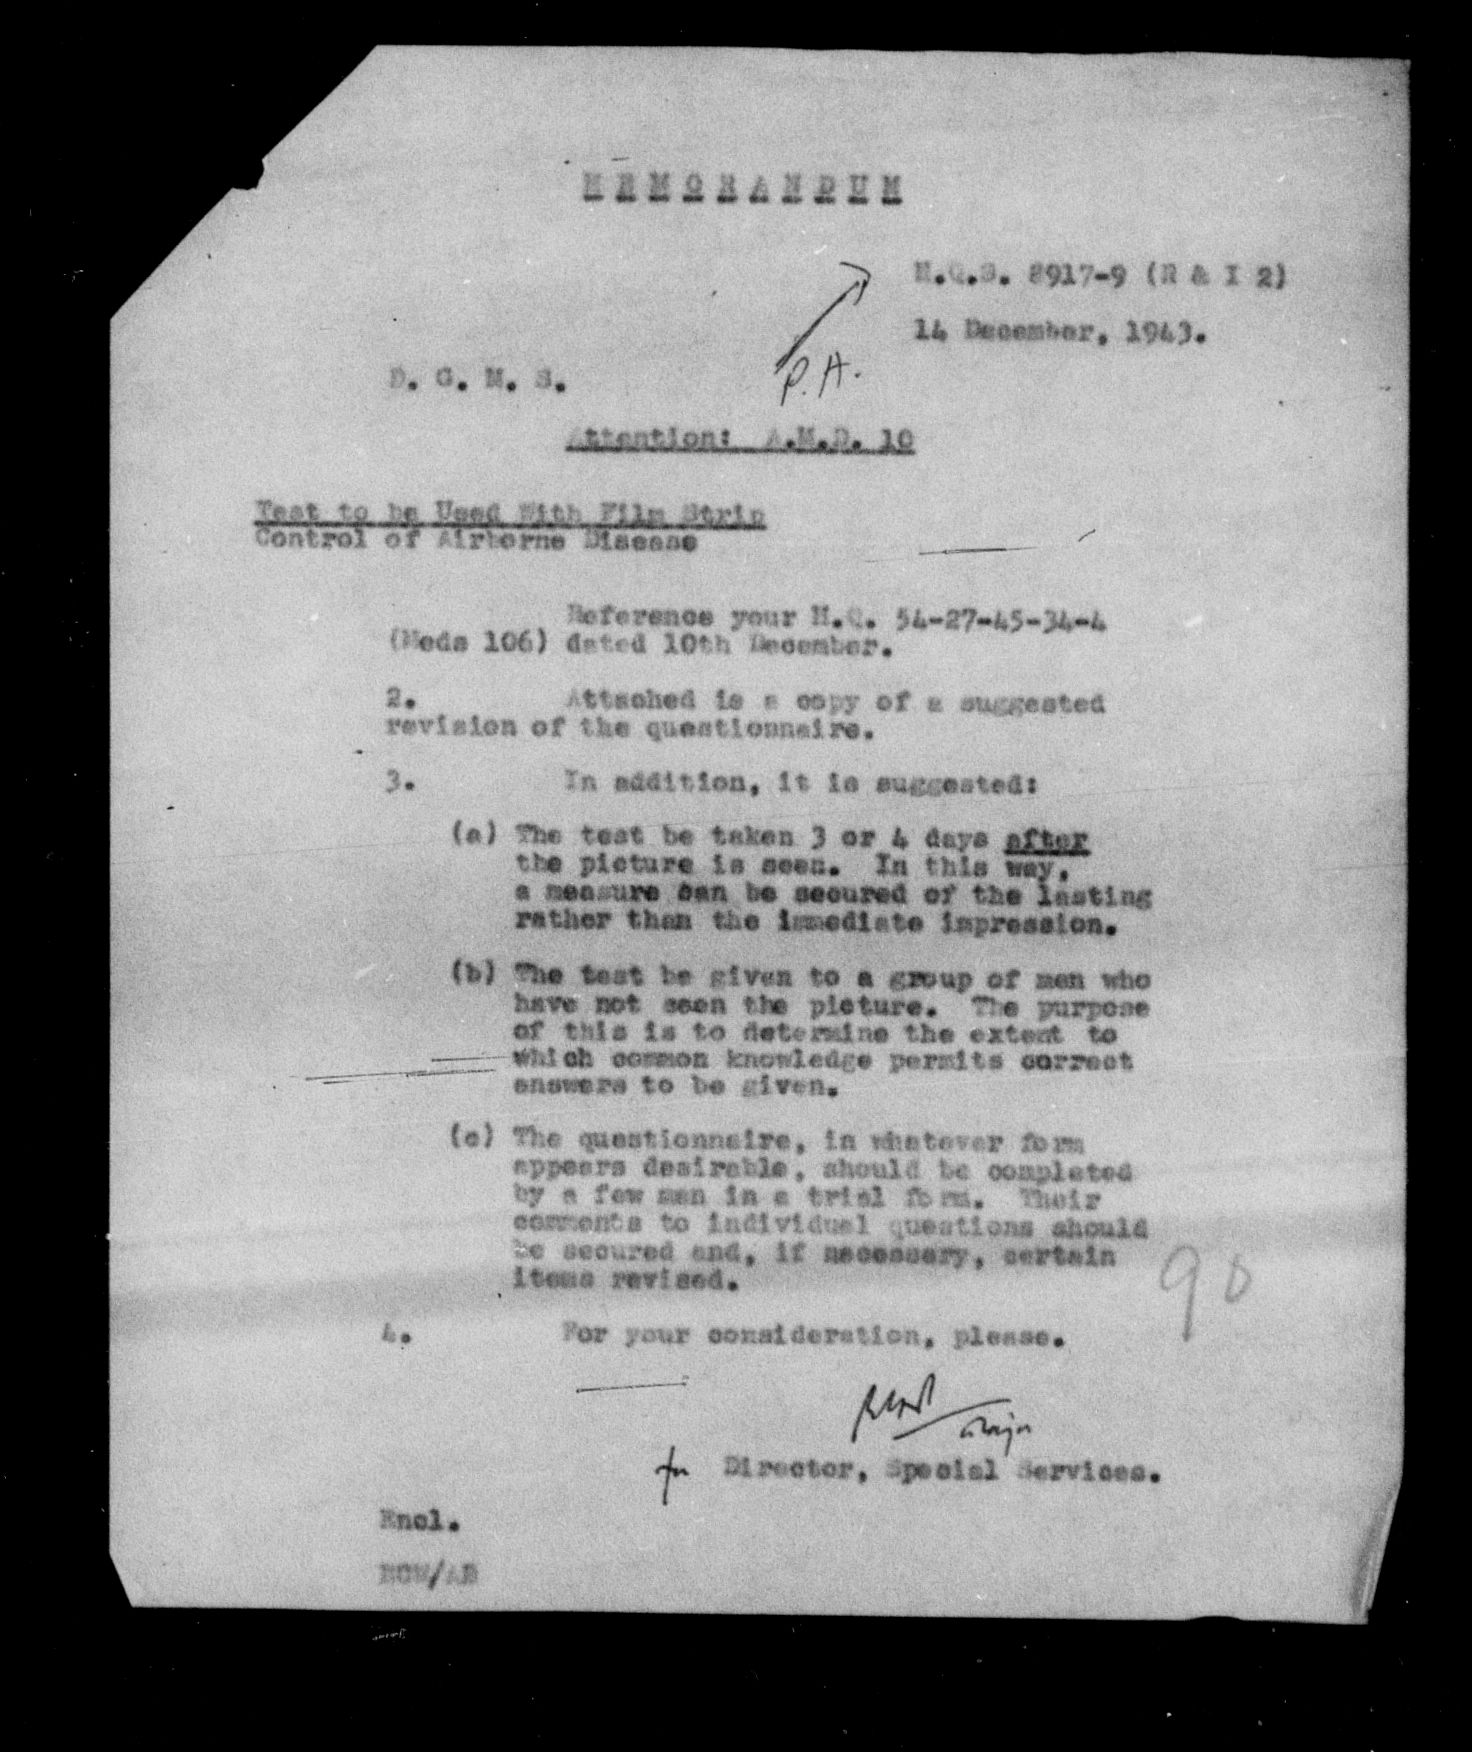 MEMORANDUM
H.Q.S. 8917-9 (R & I 2)
14 December, 1943.
P.A.
D. G. M. S.
Attention: A.M.D. 10
Test to be Used With Film Strip
Control of Airborne Disease
Reference your H.Q. 54-27-45-34-4
(Meds 106) dated 10th December.
2. Attached is a copy of a suggested
revision of the questionnaire.
3. In addition, it is suggested:
(a) The test be taken 3 or 4 days after
the picture is seen. In this way,
a measure can be secured of the lasting
rather than the immediate impression.
(b) The test be given to a group of men who
have not seen the picture. The purpose
of this is to determine the extent to
which common knowledge permits correct
answers to be given.
(c) The questionnaire, in whatever form
appears desirable, should be completed
by a few men in a trial form. Their
comments to individual questions should
be secured and, if necessary, certain
items revised.
90
4. For your consideration, please.
Major
for Director, Special Services.
Encl.